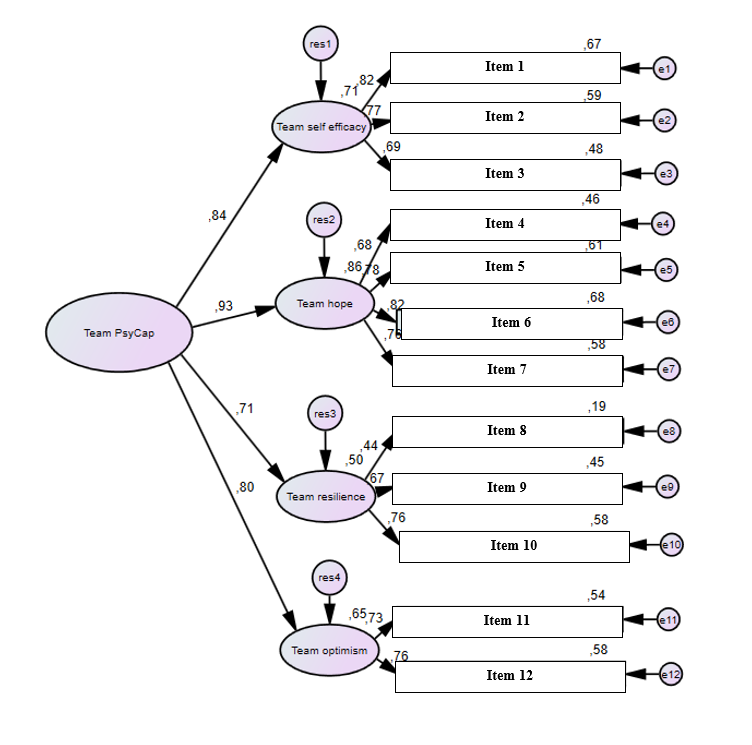 res1
,67
,82
Item 1
e1
,71
,59
,77
Item 2
e2
Team self efficacy
,69
,48
Item 3
e3
,84
res2
,46
,68
Item 4
e4
,86
,78
,61
Item 5
e5
Team hope
,93
,82
,68
Item 6
e6
,58
Item 7
e7
Team PsyCap
,71
res3
,19
,44
Item 8
e8
,50
,67
,45
Item 9
e9
Team resilience
,76
,58
Item 10
e10
,80
res4
,54
,65
,73
Item 11
e11
Team optimism
,76
,58
Item 12
e12